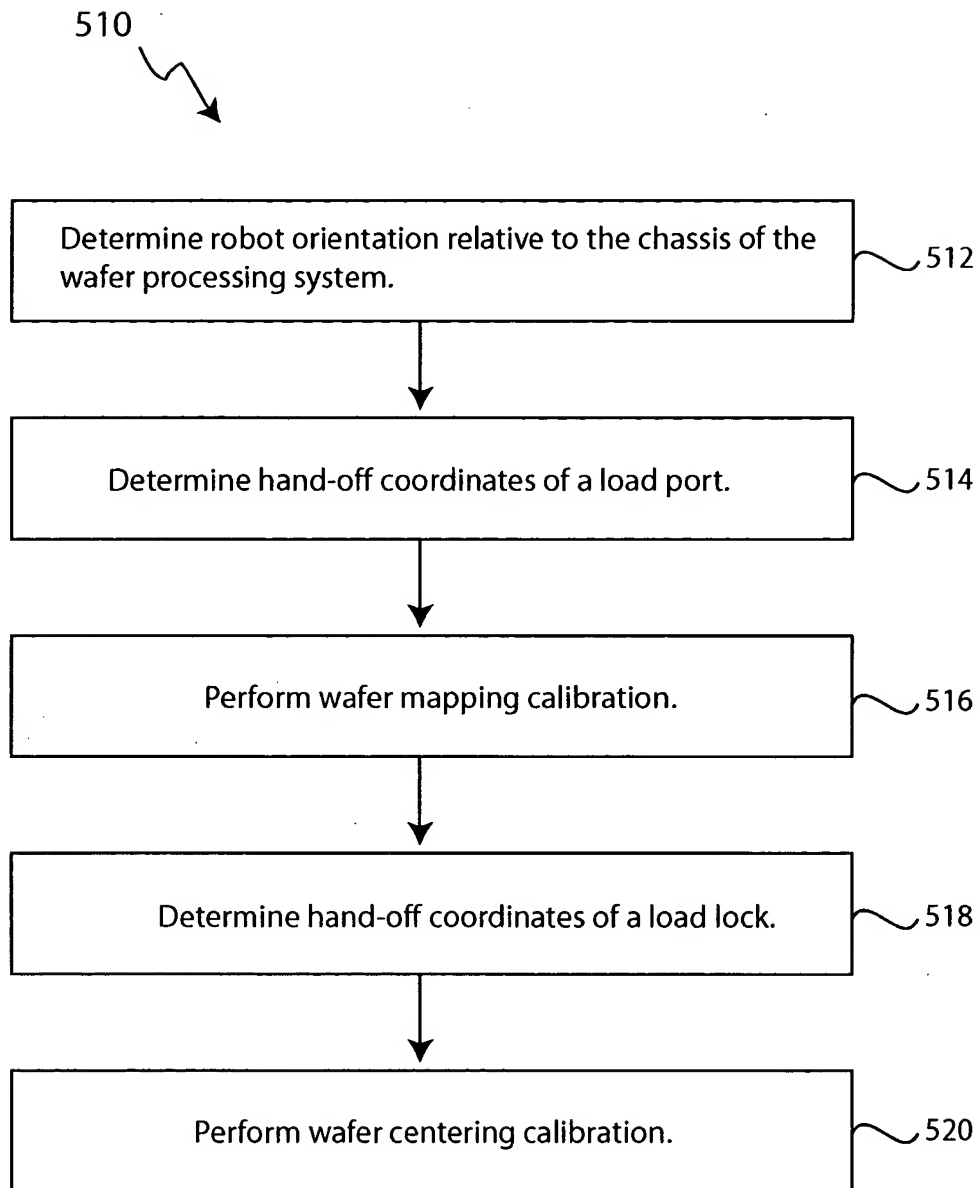 510
Determine robot orientation relative to the chassis of the
wafer processing system.
512
Determine hand-off coordinates of a load port.
514
Perform wafer mapping calibration.
516
Determine hand-off coordinates of a load lock.
518
Perform wafer centering calibration.
520